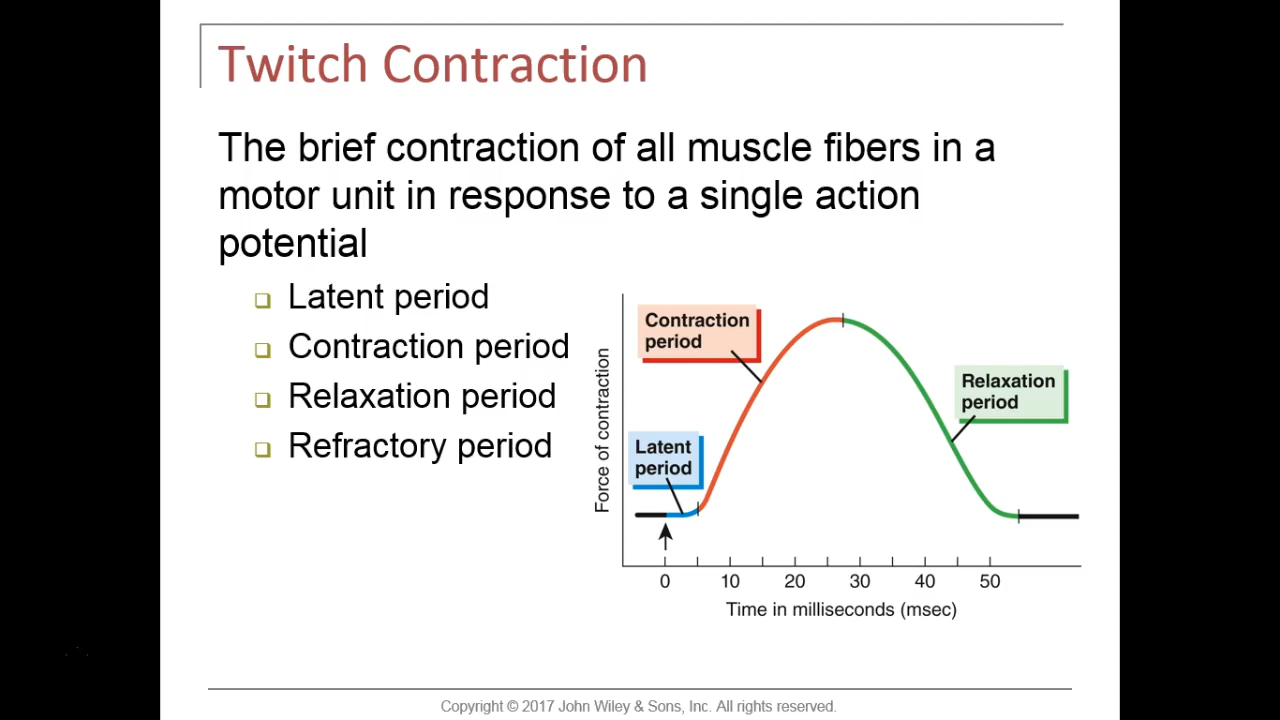 Twitch Contraction
The brief contraction of all muscle fibers in a
motor unit in response to a single action
potential
❑ Latent period
❑ Contraction period
❑ Relaxation period
❑ Refractory period
Force of contraction
Contraction
period
Relaxation
period
Latent
period
0 10 20 30 40 50
Time in milliseconds (msec)
Copyright © 2017 John Wiley & Sons, Inc. All rights reserved.